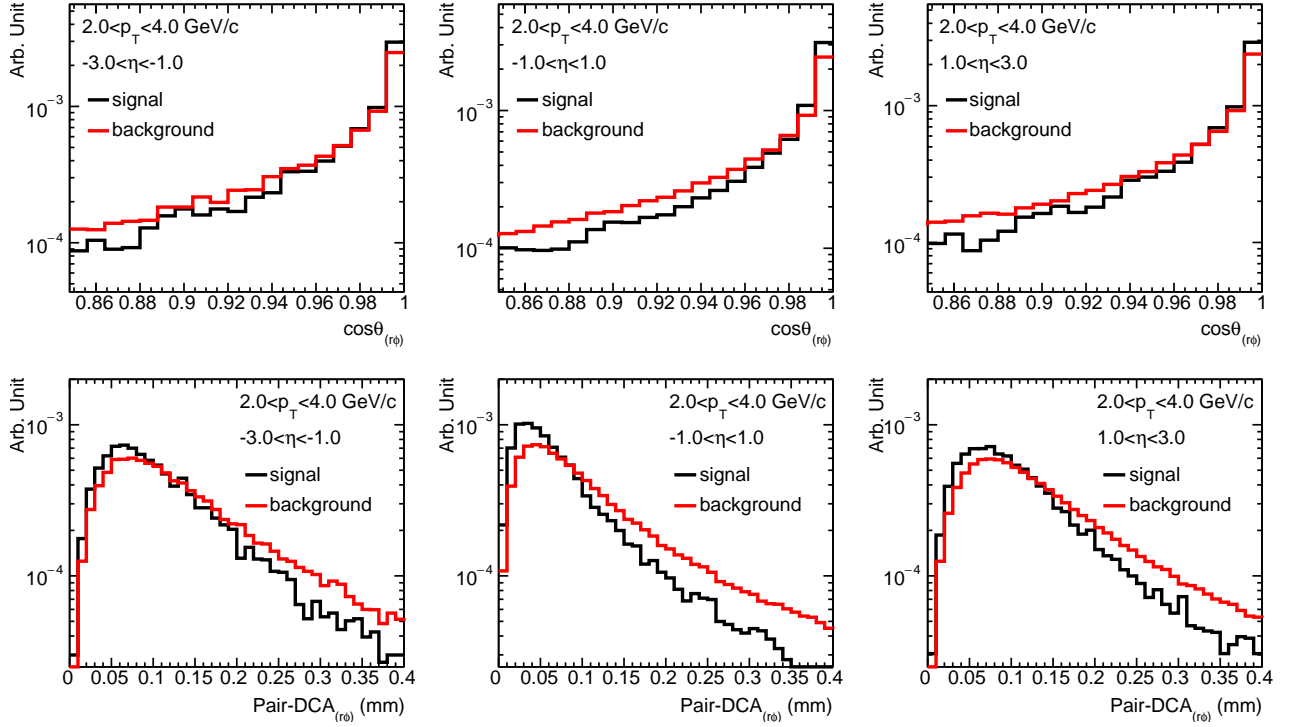 Arb. Unit
2.0<p_T<4.0 GeV/c
-3.0<η<-1.0
signal
background
10^-3
10^-4
0.86 0.88 0.9 0.92 0.94 0.96 0.98 1
cosθ_(rφ)
Arb. Unit
2.0<p_T<4.0 GeV/c
-1.0<η<1.0
signal
background
10^-3
10^-4
0.86 0.88 0.9 0.92 0.94 0.96 0.98 1
cosθ_(rφ)
Arb. Unit
2.0<p_T<4.0 GeV/c
1.0<η<3.0
signal
background
10^-3
10^-4
0.86 0.88 0.9 0.92 0.94 0.96 0.98 1
cosθ_(rφ)
Arb. Unit
2.0<p_T<4.0 GeV/c
-3.0<η<-1.0
signal
background
10^-3
10^-4
0 0.05 0.1 0.15 0.2 0.25 0.3 0.35 0.4
Pair-DCA_(rφ) (mm)
Arb. Unit
2.0<p_T<4.0 GeV/c
-1.0<η<1.0
signal
background
10^-3
10^-4
0 0.05 0.1 0.15 0.2 0.25 0.3 0.35 0.4
Pair-DCA_(rφ) (mm)
Arb. Unit
2.0<p_T<4.0 GeV/c
1.0<η<3.0
signal
background
10^-3
10^-4
0 0.05 0.1 0.15 0.2 0.25 0.3 0.35 0.4
Pair-DCA_(rφ) (mm)